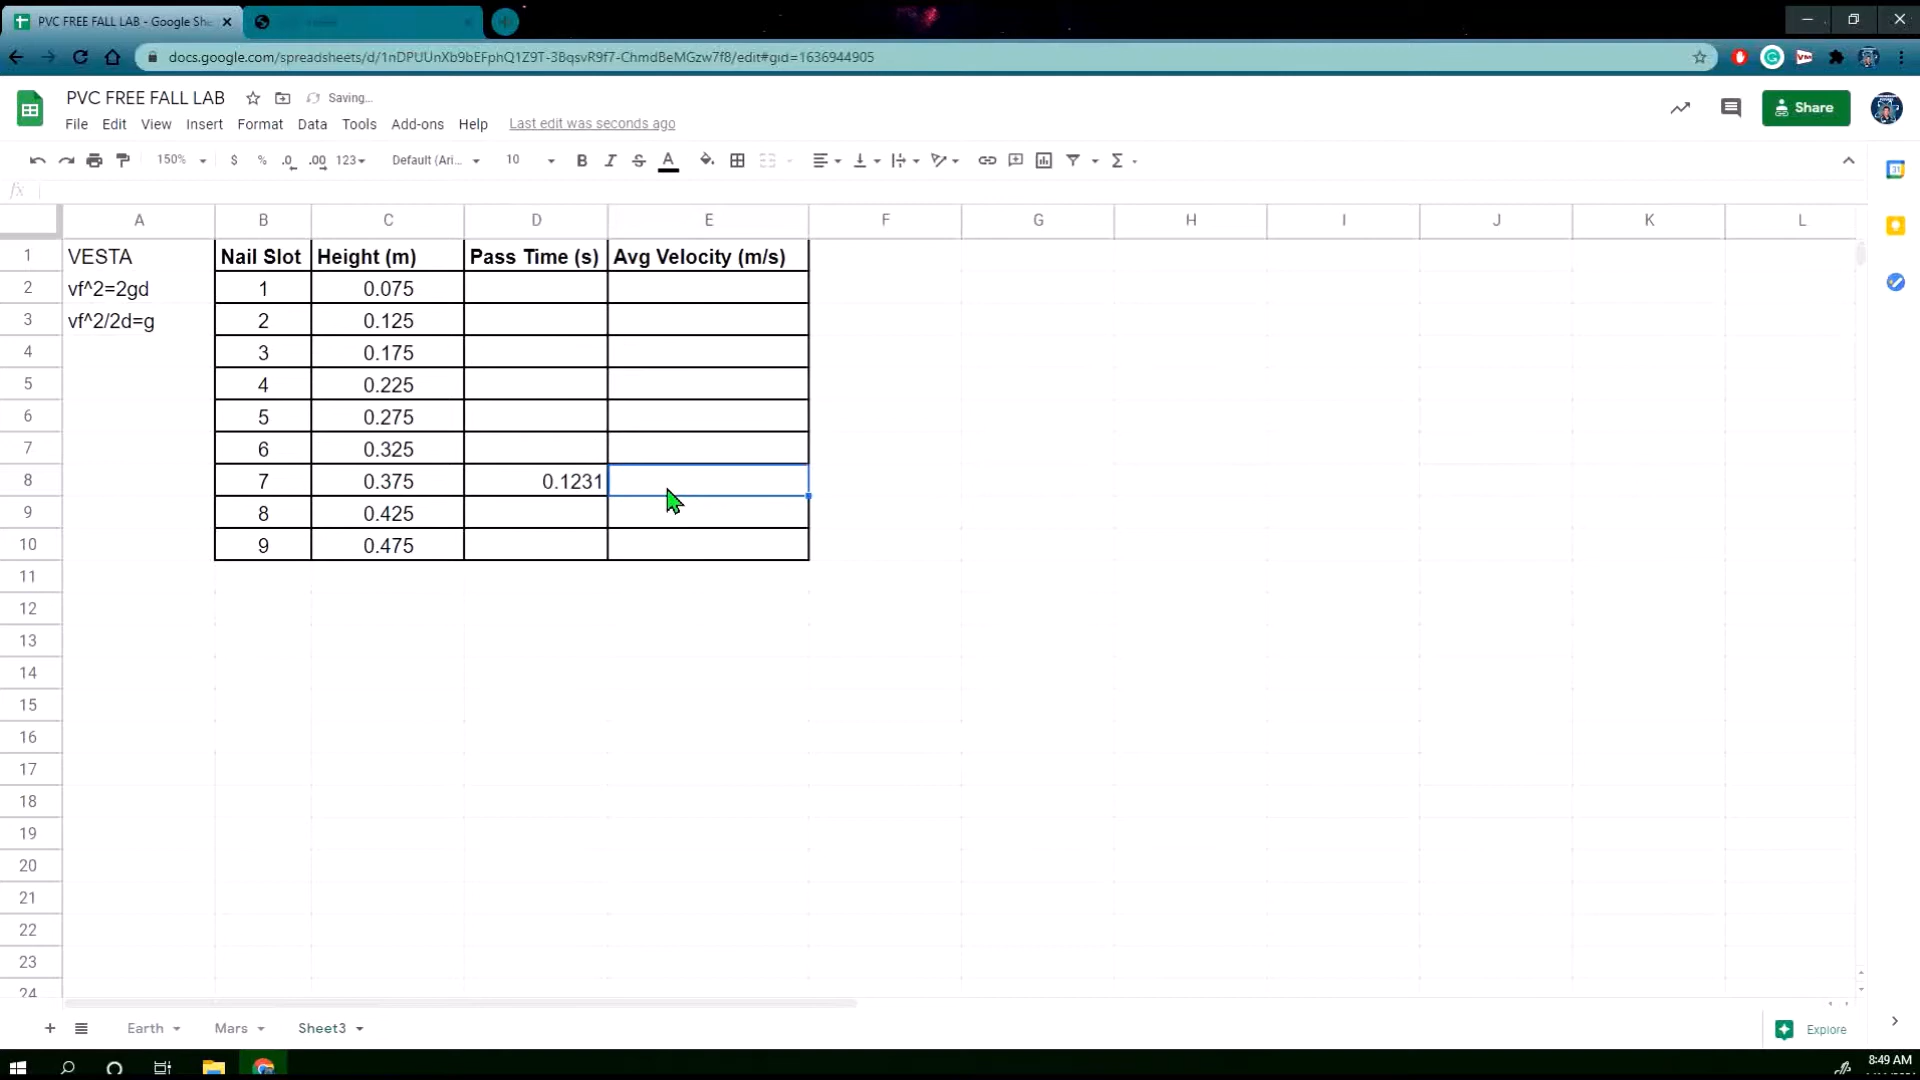 PVC FREE FALL LAB - Google She
docs.google.com/spreadsheets/d/1nDPUUnXb9bEFphQ1Z9T-3BqsvR9f7-ChmdBeMGzw7f8/edit#gid=1636944905
PVC FREE FALL LAB Saving...
File Edit View Insert Format Data Tools Add-ons Help Last edit was seconds ago
Share
150% $ % .0 .00 123 Default (Ari... 10 B I S A Σ
fx
A B C D E F G H I J K L
1 VESTA Nail Slot Height (m) Pass Time (s) Avg Velocity (m/s)
2 vf^2=2gd 1 0.075
3 vf^2/2d=g 2 0.125
4 3 0.175
5 4 0.225
6 5 0.275
7 6 0.325
8 7 0.375 0.1231
9 8 0.425
10 9 0.475
11
12
13
14
15
16
17
18
19
20
21
22
23
24
+ Earth Mars Sheet3 Explore
8:49 AM